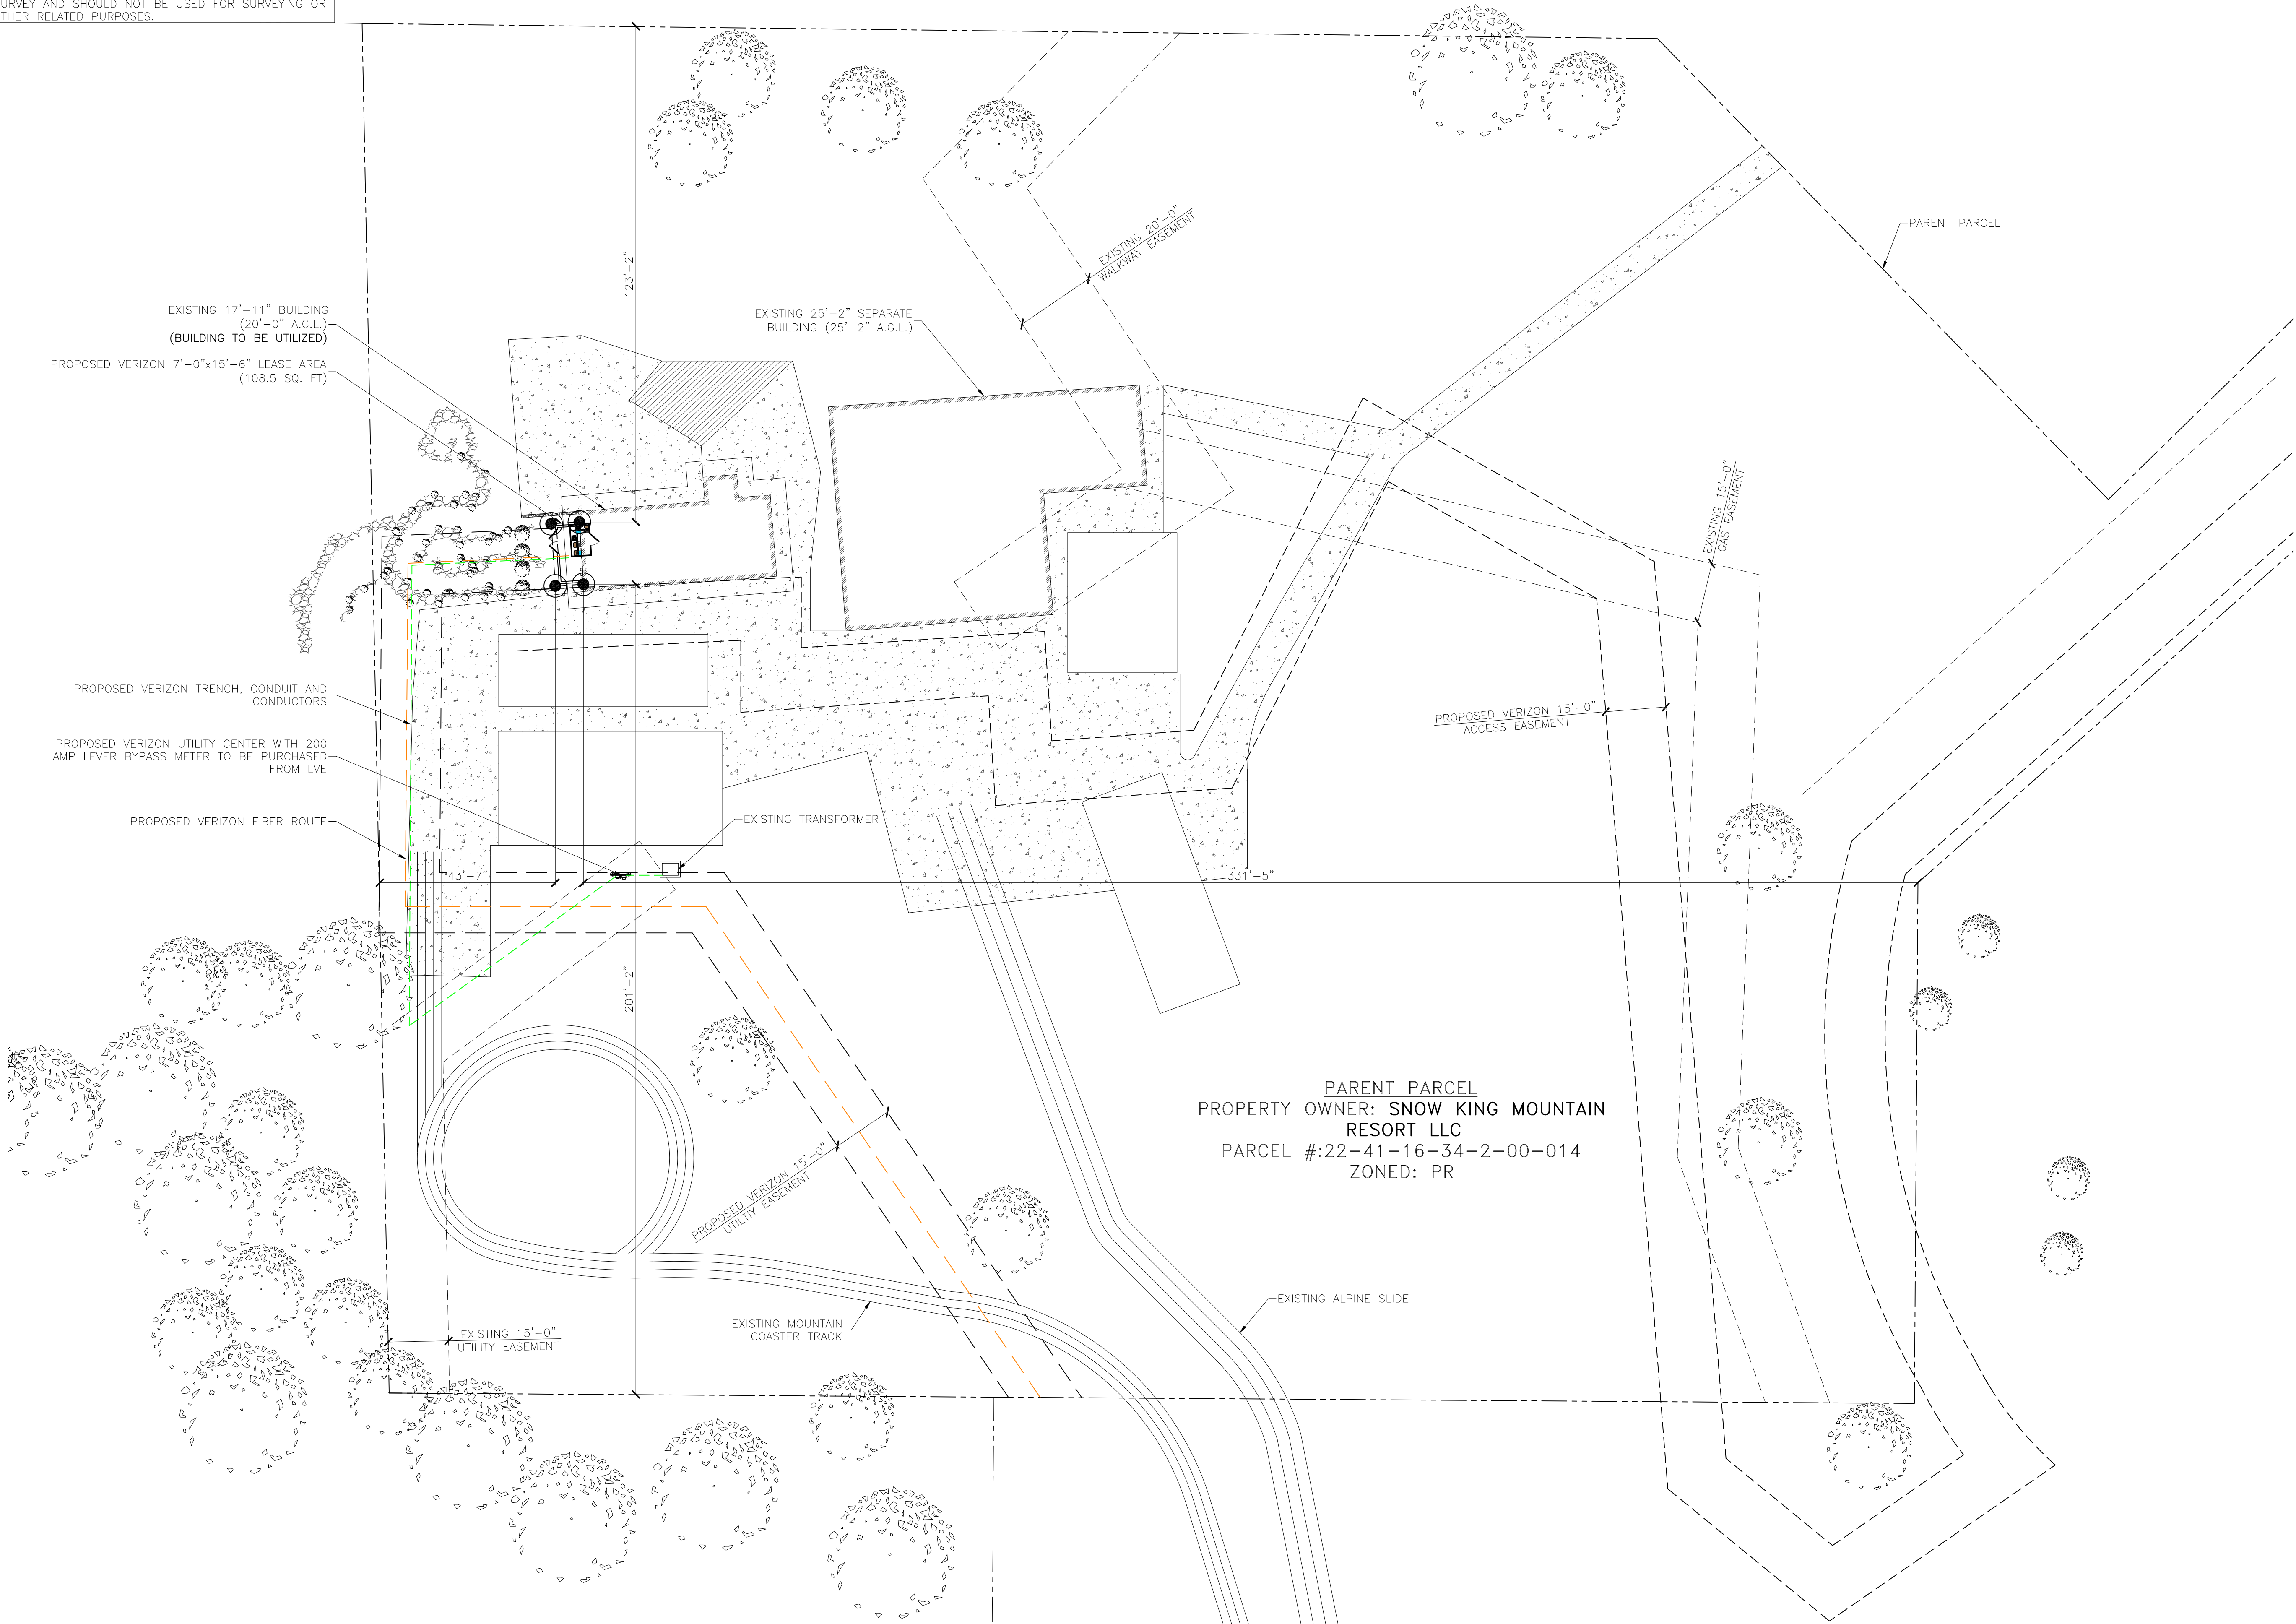 SURVEY AND SHOULD NOT BE USED FOR SURVEYING OR
OTHER RELATED PURPOSES.
PARENT PARCEL
EXISTING 20'-0"
WALKWAY EASEMENT
123'-2"
EXISTING 17'-11" BUILDING
(20'-0" A.G.L.)
(BUILDING TO BE UTILIZED)
EXISTING 25'-2" SEPARATE
BUILDING (25'-2" A.G.L.)
PROPOSED VERIZON 7'-0"x15'-6" LEASE AREA
(108.5 SQ. FT)
EXISTING 15'-0"
GAS EASEMENT
PROPOSED VERIZON TRENCH, CONDUIT AND
CONDUCTORS
PROPOSED VERIZON 15'-0"
ACCESS EASEMENT
PROPOSED VERIZON UTILITY CENTER WITH 200
AMP LEVER BYPASS METER TO BE PURCHASED
FROM LVE
PROPOSED VERIZON FIBER ROUTE
EXISTING TRANSFORMER
43'-7"
331'-5"
201'-2"
PARENT PARCEL
PROPERTY OWNER: SNOW KING MOUNTAIN
RESORT LLC
PARCEL #:22-41-16-34-2-00-014
ZONED: PR
PROPOSED VERIZON 15'-0"
UTILTIY EASEMENT
EXISTING ALPINE SLIDE
EXISTING MOUNTAIN
COASTER TRACK
EXISTING 15'-0"
UTILITY EASEMENT